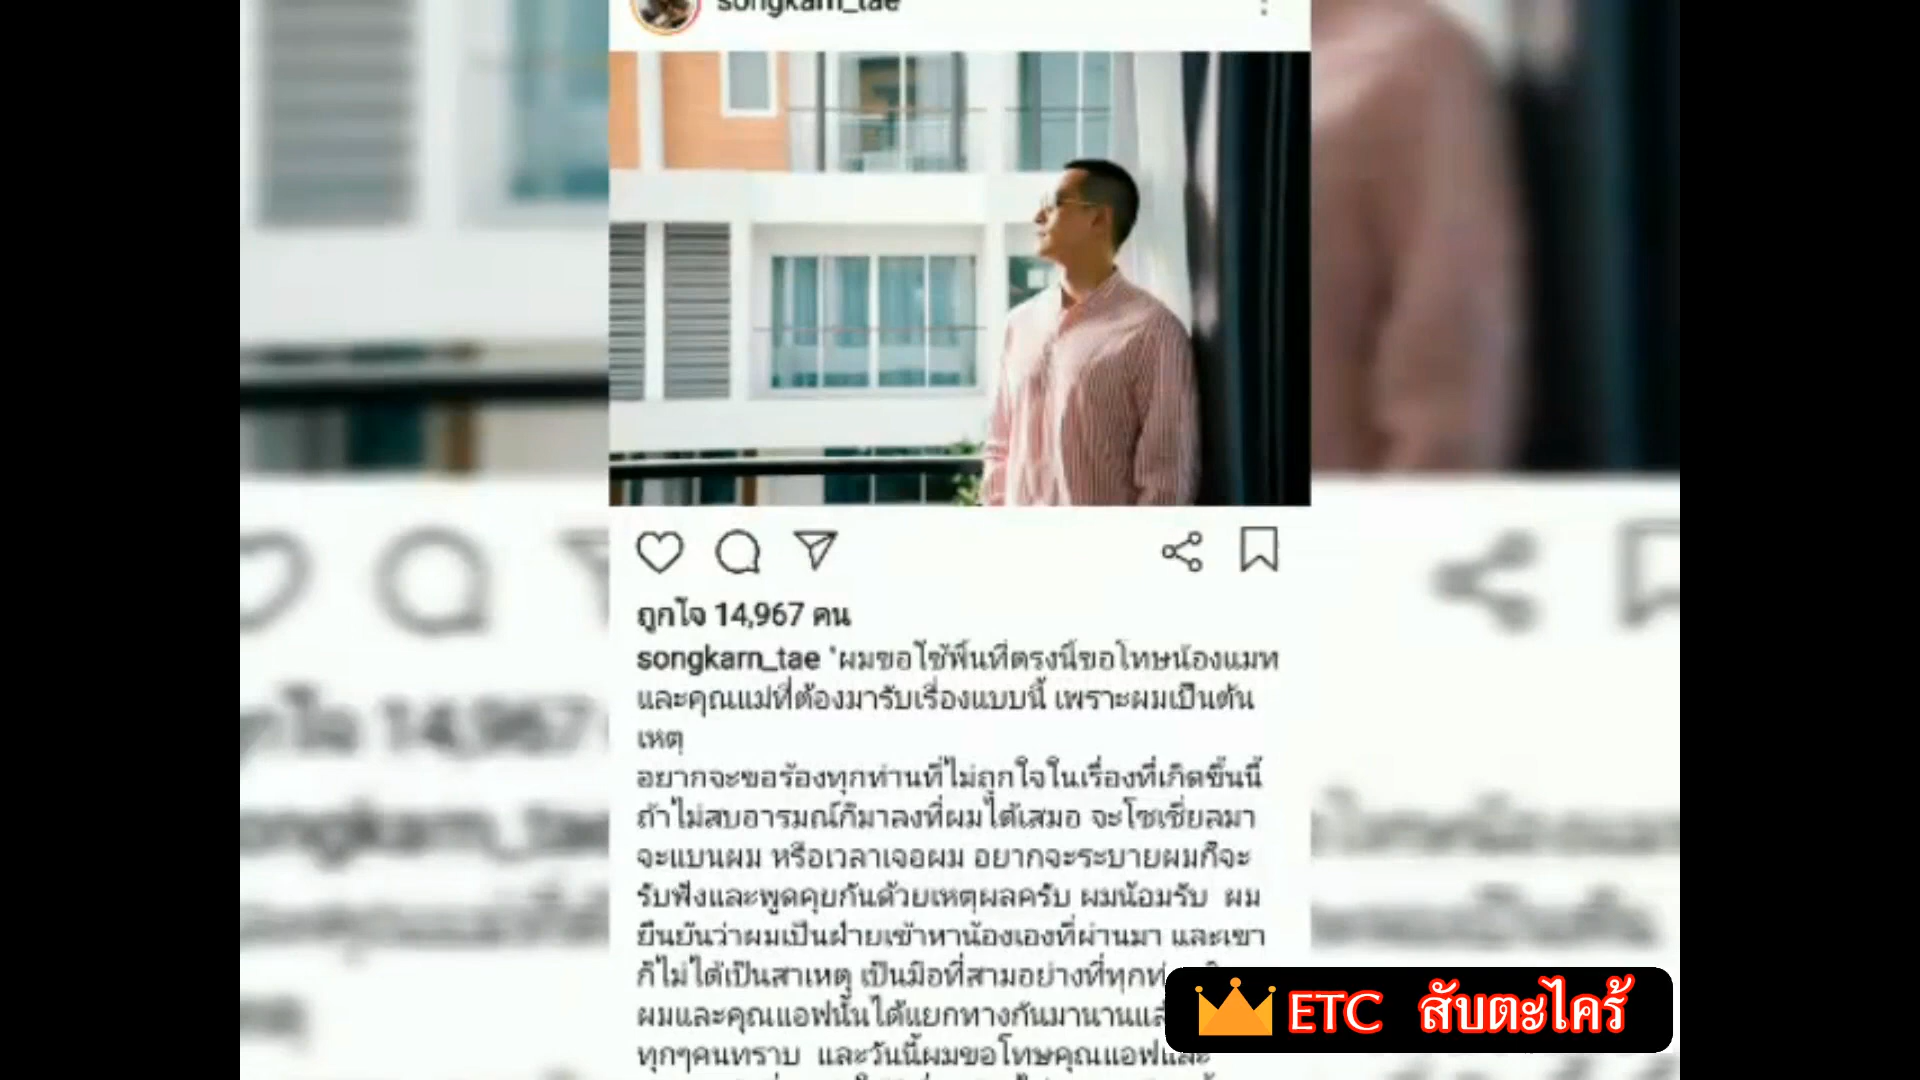 songkarn_tae
ถูกใจ 14,967 คน
songkarn_tae "ผมขอใช้พื้นที่ตรงนี้ขอโทษน้องแมท
และคุณแม่ที่ต้องมารับเรื่องแบบนี้ เพราะผมเป็นต้น
เหตุ
อยากจะขอร้องทุกท่านที่ไม่ถูกใจในเรื่องที่เกิดขึ้นนี้
ถ้าไม่สบอารมณ์ก็มาลงที่ผมได้เสมอ จะโซเชี่ยลมา
จะแบนผม หรือเวลาเจอผม อยากจะระบายผมก็จะ
รับฟังและพูดคุยกันด้วยเหตุผลครับ ผมน้อมรับ ผม
ยืนยันว่าผมเป็นฝ่ายเข้าหาน้องเองที่ผ่านมา และเขา
ก็ไม่ได้เป็นสาเหตุ เป็นมือที่สามอย่างที่
ผมและคุณแอฟนั้นได้แยกทางกันมานาน
ทุกๆคนทราบ และวันนี้ผมขอโทษคุณแอฟและ
ETC สับตะไคร้